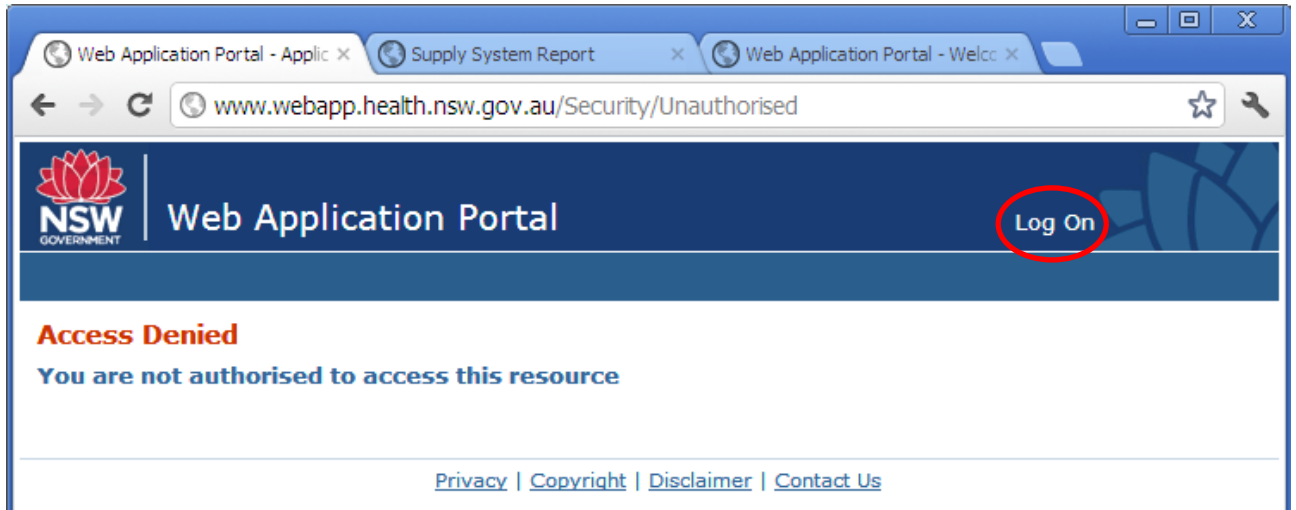 Web Application Portal - Applic
Supply System Report
Web Application Portal - Welcc
www.webapp.health.nsw.gov.au/Security/Unauthorised
NSW
GOVERNMENT
Web Application Portal
Log On
Access Denied
You are not authorised to access this resource
Privacy | Copyright | Disclaimer | Contact Us